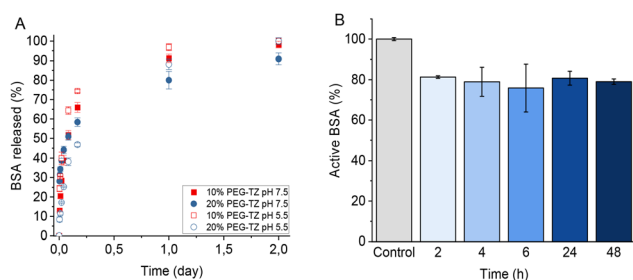 A
BSA released (%)
100
90
80
70
60
50
40
30
20
10
0
0,0 0,5 1,0 1,5 2,0
Time (day)
10% PEG-TZ pH 7.5
20% PEG-TZ pH 7.5
10% PEG-TZ pH 5.5
20% PEG-TZ pH 5.5
B
Active BSA (%)
100
80
60
40
20
0
Control 2 4 6 24 48
Time (h)